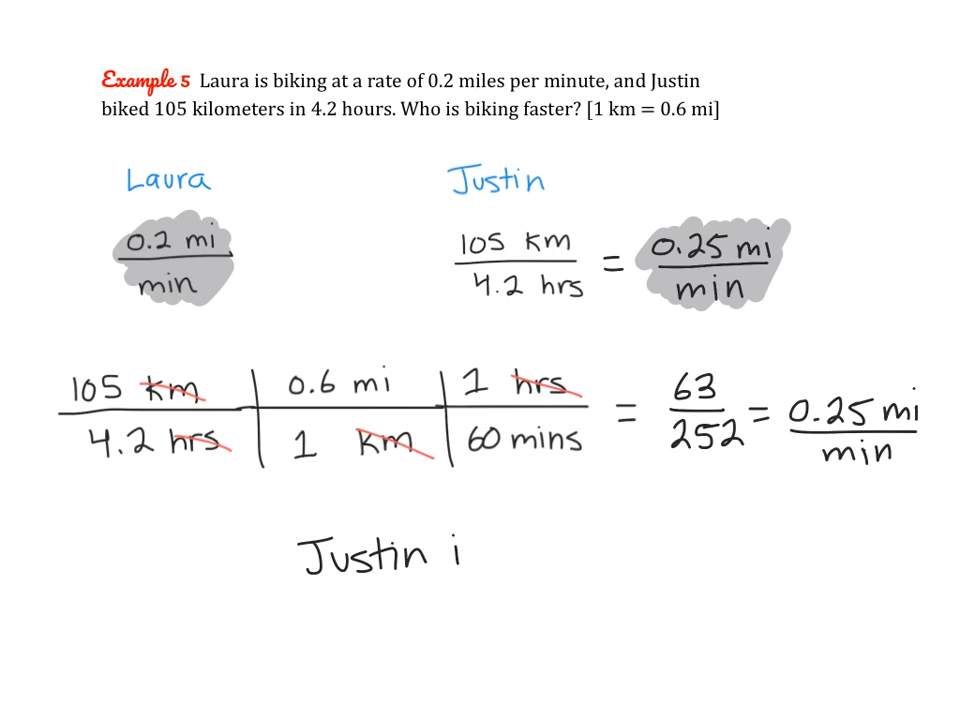 Example 5 Laura is biking at a rate of 0.2 miles per minute, and Justin
biked 105 kilometers in 4.2 hours. Who is biking faster? [1 km = 0.6 mi]
Laura
0.2 mi
min
Justin
105 km
4.2 hrs
=
0.25 mi
min
105 km | 0.6 mi | 1 hrs
4.2 hrs | 1 km | 60 mins
=
63
252
=
0.25 mi
min
Justin i